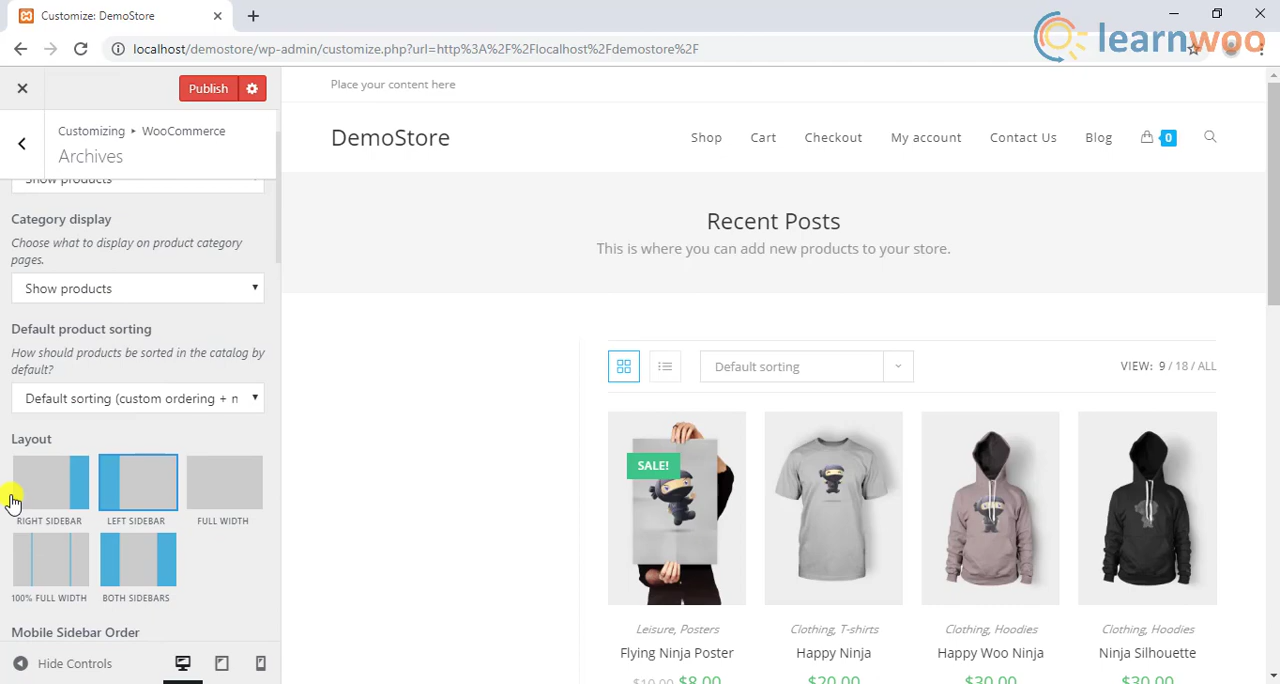 Customize: DemoStore
localhost/demostore/wp-admin/customize.php?url=http%3A%2F%2Flocalhost%2Fdemostore%2F
learnwoo
Publish
Customizing ▸ WooCommerce
Archives
Show products
Category display
Choose what to display on product category
pages.
Show products
Default product sorting
How should products be sorted in the catalog by
default?
Default sorting (custom ordering + n
Layout
RIGHT SIDEBAR LEFT SIDEBAR FULL WIDTH
100% FULL WIDTH BOTH SIDEBARS
Mobile Sidebar Order
Hide Controls
Place your content here
DemoStore
Shop Cart Checkout My account Contact Us Blog 0
Recent Posts
This is where you can add new products to your store.
Default sorting
VIEW: 9 / 18 / ALL
SALE!
Leisure, Posters
Flying Ninja Poster
$10.00 $8.00
Clothing, T-shirts
Happy Ninja
$20.00
Clothing, Hoodies
Happy Woo Ninja
$30.00
Clothing, Hoodies
Ninja Silhouette
$30.00